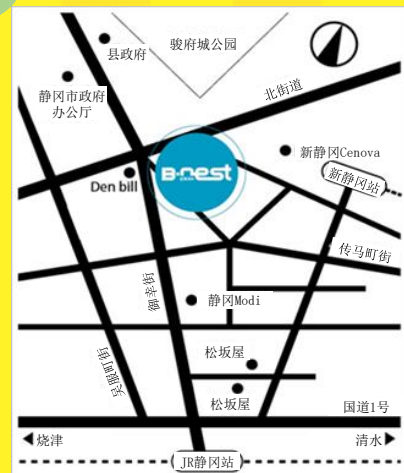 骏府城公园
县政府
静冈市政府
办公厅
北街道
新静冈Cenova
新静冈站
B-nest
Den bill
传马町街
御幸街
静冈Modi
吴服町街
松坂屋
松坂屋
国道1号
烧津
清水
JR静冈站